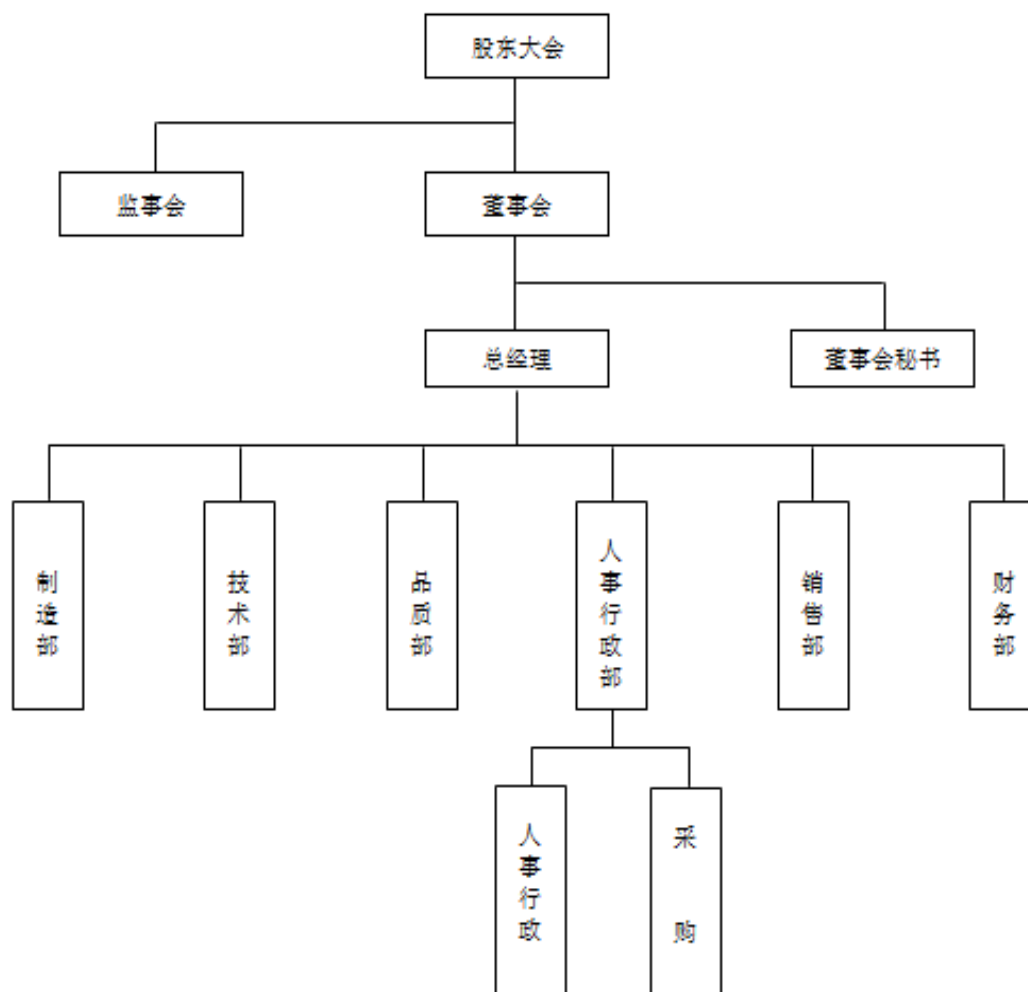 股东大会
监事会
董事会
总经理
董事会秘书
制造部
技术部
品质部
人事行政部
销售部
财务部
人事行政
采购